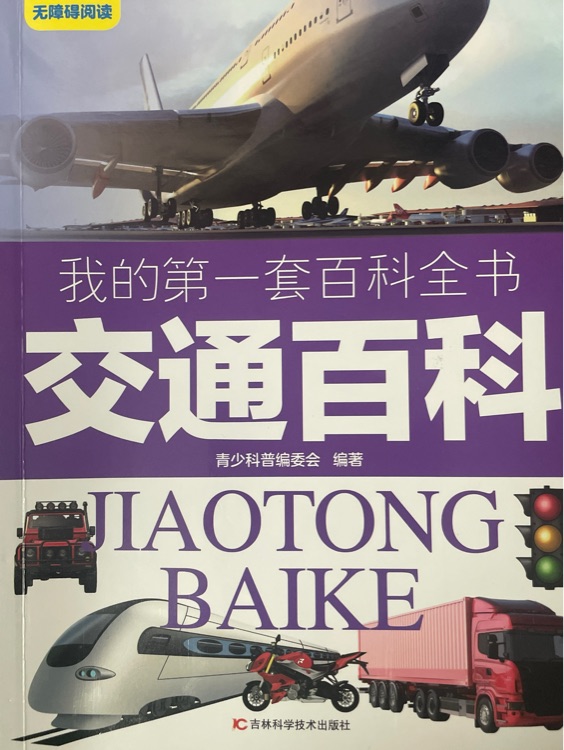 无障碍阅读
我的第一套百科全书
交通百科
青少科普编委会 编著
JIAOTONG
BAIKE
吉林科学技术出版社